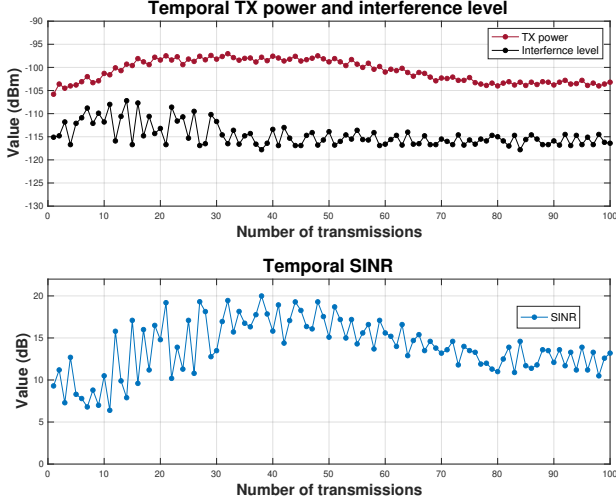 Temporal TX power and interference level
-90
-95
-100
-105
-110
-115
-120
-125
-130
Value (dBm)
TX power
Interfernce level
0 10 20 30 40 50 60 70 80 90 100
Number of transmissions
Temporal SINR
20
15
10
5
0
Value (dB)
SINR
0 10 20 30 40 50 60 70 80 90 100
Number of transmissions